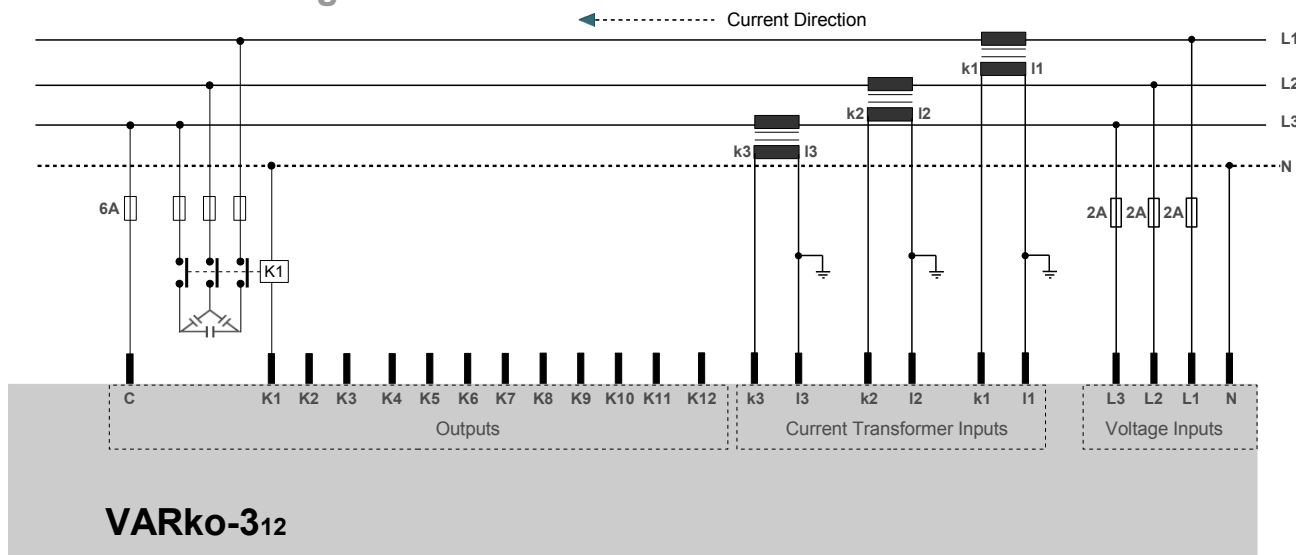 g
Current Direction
L1
k1 l1
L2
k2 l2
L3
k3 l3
N
6A 2A 2A 2A
K1
C K1 K2 K3 K4 K5 K6 K7 K8 K9 K10 K11 K12 k3 l3 k2 l2 k1 l1 L3 L2 L1 N
Outputs Current Transformer Inputs Voltage Inputs
VARko-312